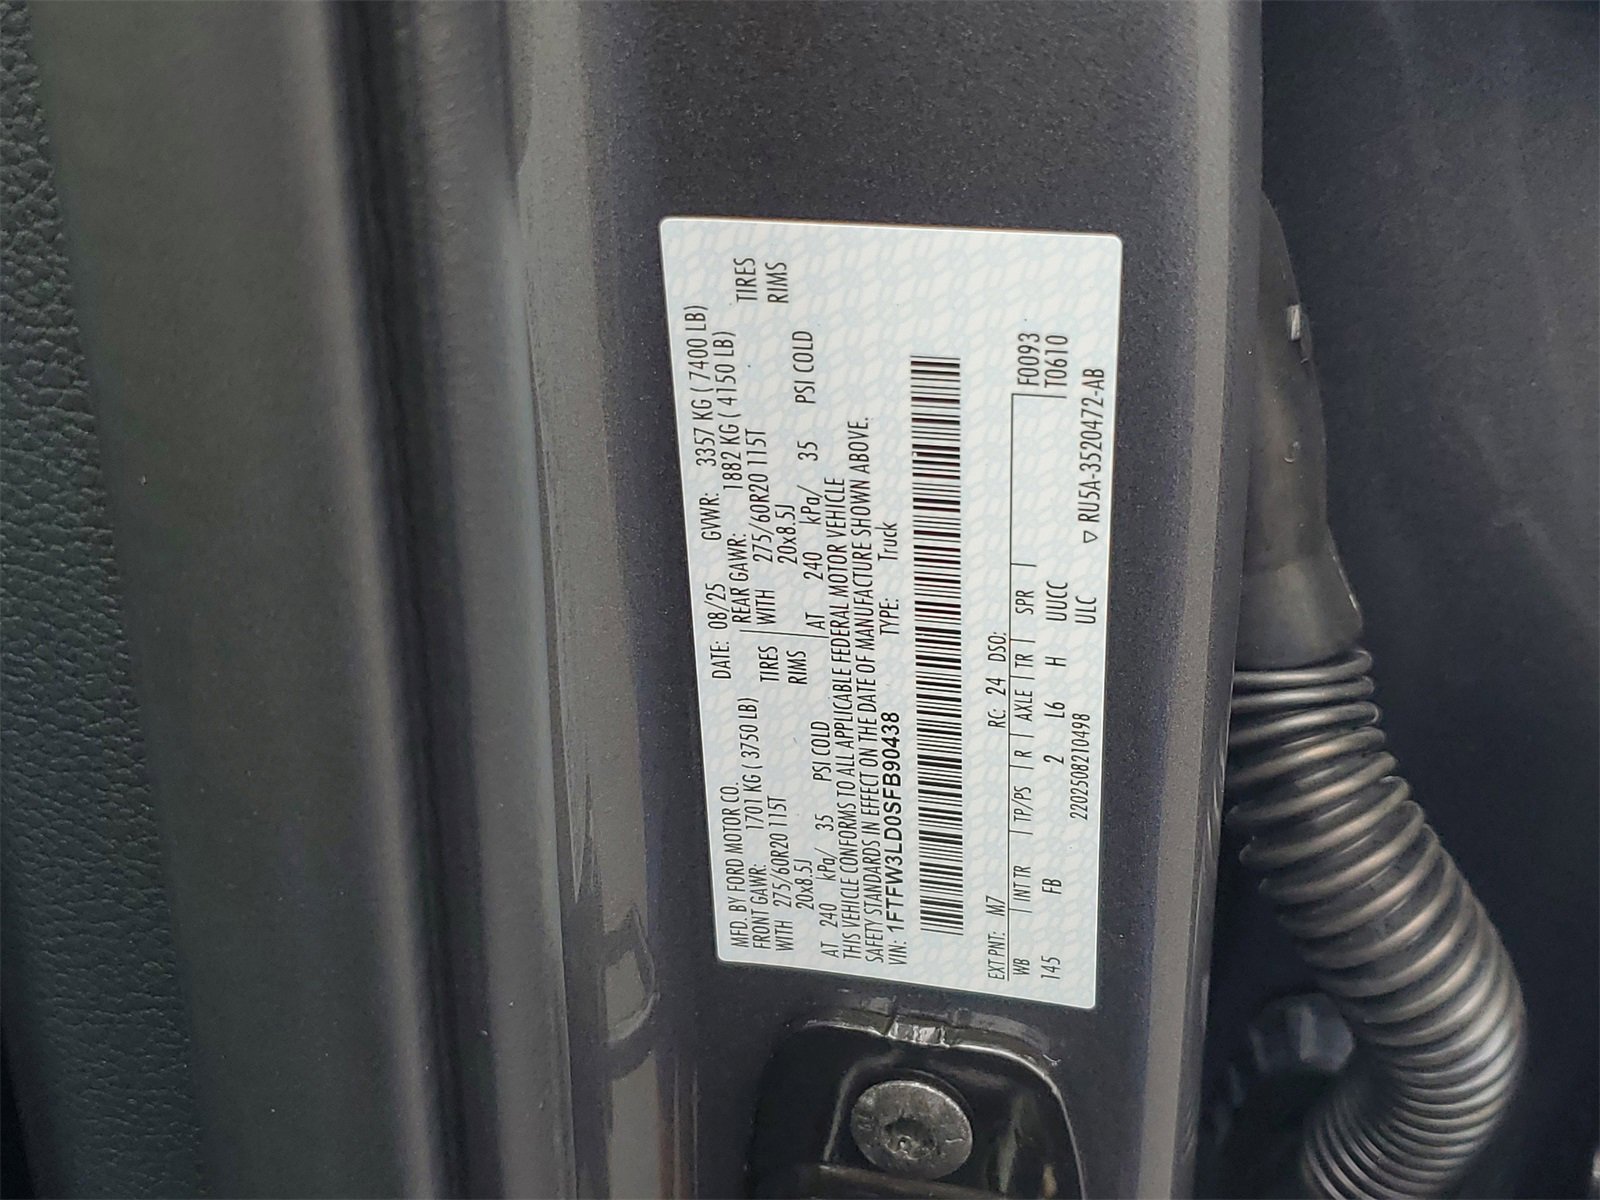 MFD. BY FORD MOTOR CO. DATE: 08/25 GVWR: 3357 KG ( 7400 LB)
FRONT GAWR: 1701 KG ( 3750 LB) REAR GAWR: 1882 KG ( 4150 LB)
WITH 275/60R20 115T TIRES WITH 275/60R20 115T TIRES
20x8.5J RIMS 20x8.5J RIMS
AT 240 kPa/ 35 PSI COLD AT 240 kPa/ 35 PSI COLD
THIS VEHICLE CONFORMS TO ALL APPLICABLE FEDERAL MOTOR VEHICLE
SAFETY STANDARDS IN EFFECT ON THE DATE OF MANUFACTURE SHOWN ABOVE.
VIN: 1FTFW3LD0SFB90438 TYPE: Truck
EXT PNT: M7 RC: 24 DSO:
WB INT TR TP/PS R AXLE TR SPR F0093
145 FB 2 L6 H UUCC T0610
220250821049B ULC ▽ RU5A-3520472-AB